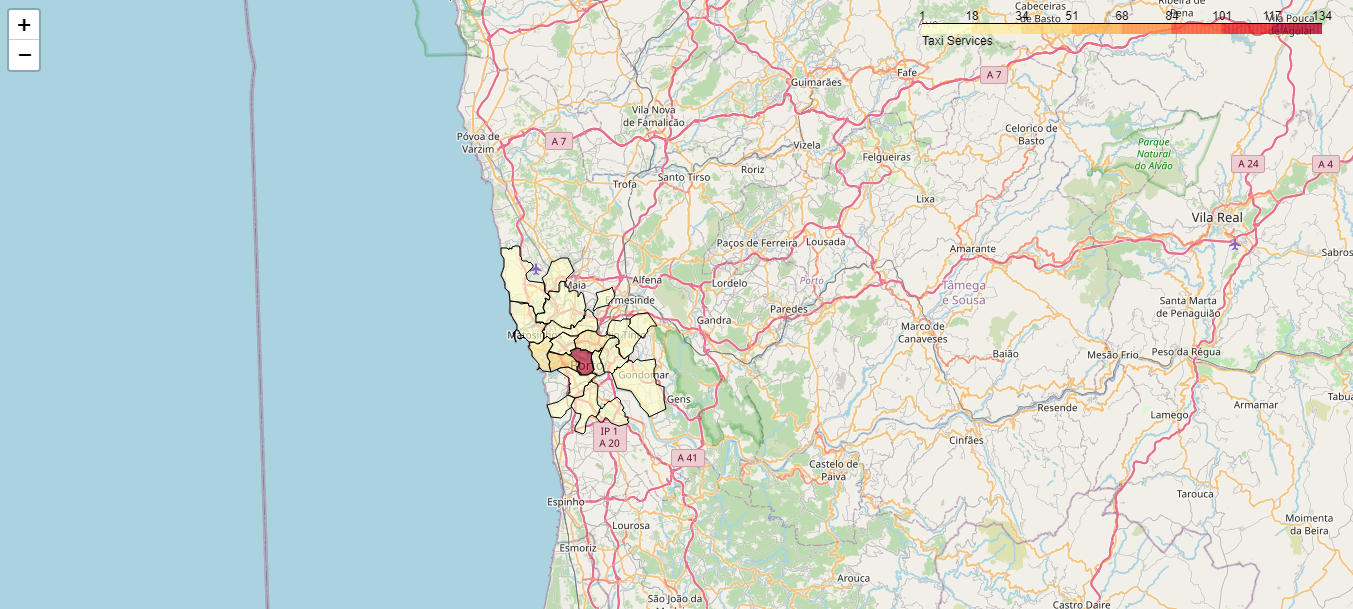 +
−
1 18 34 51 68 84 101 117 134
Taxi Services
Cabeceiras
de Basto
Ribeira de
Pena
Vila Pouca
de Aguiar
A 7
Fafe
Guimarães
Vila Nova
de Famalicão
Póvoa de
Varzim
A 7
Celorico de
Basto
Parque
Natural
do Alvão
Vizela
Felgueiras
A 24
A 4
Roriz
Santo Tirso
Trofa
Lixa
Vila Real
Paços de Ferreira
Lousada
Amarante
Sabros
Maia
Alfena
Lordelo
Porto
Tâmega
e Sousa
Ermesinde
Paredes
Santa Marta
de Penaguião
Gandra
Marco de
Canaveses
Baião
Mesão Frio
Peso da Régua
Gondomar
Gens
Resende
Lamego
Armamar
Tabua
IP 1
A 20
Cinfães
A 41
Castelo de
Paiva
Tarouca
Espinho
Lourosa
Moimenta
da Beira
Esmoriz
Arouca
São João da
Castro Daire